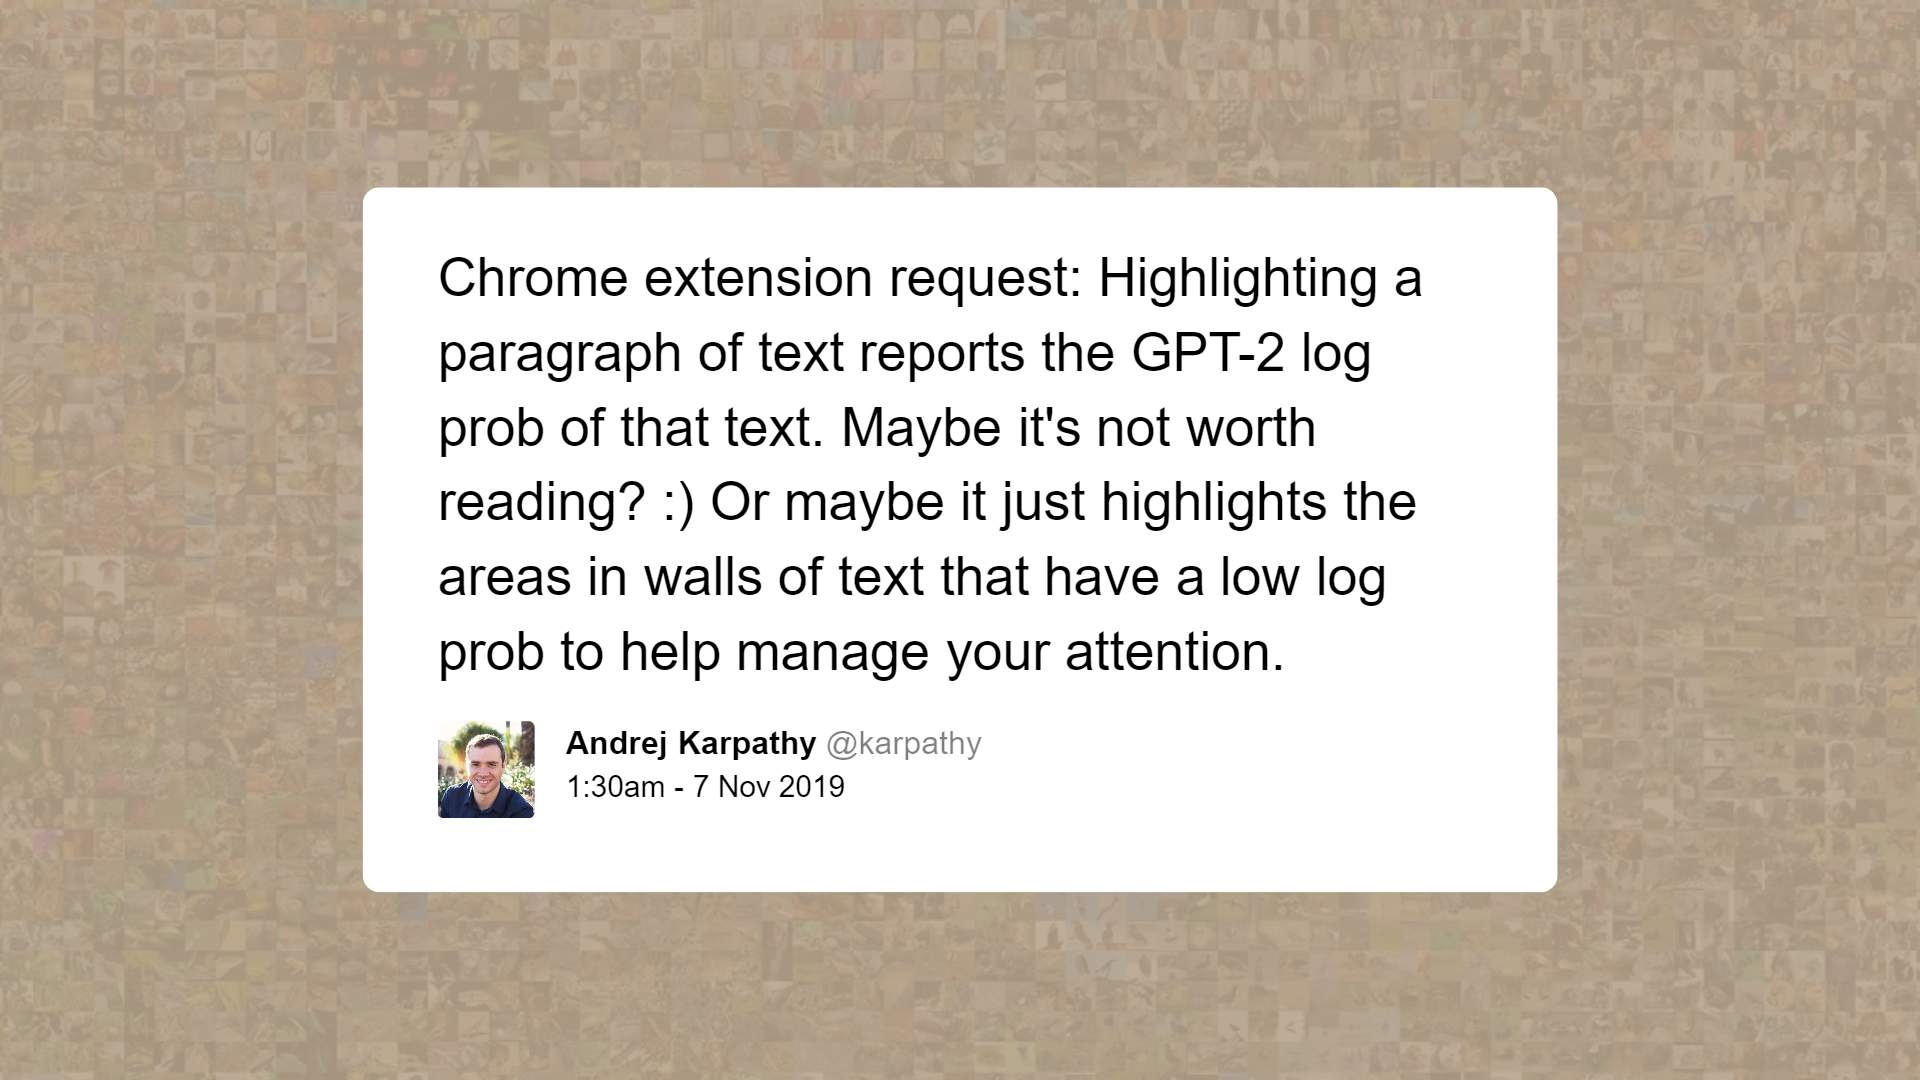 Chrome extension request: Highlighting a
paragraph of text reports the GPT-2 log
prob of that text. Maybe it's not worth
reading? :) Or maybe it just highlights the
areas in walls of text that have a low log
prob to help manage your attention.
Andrej Karpathy @karpathy
1:30am - 7 Nov 2019